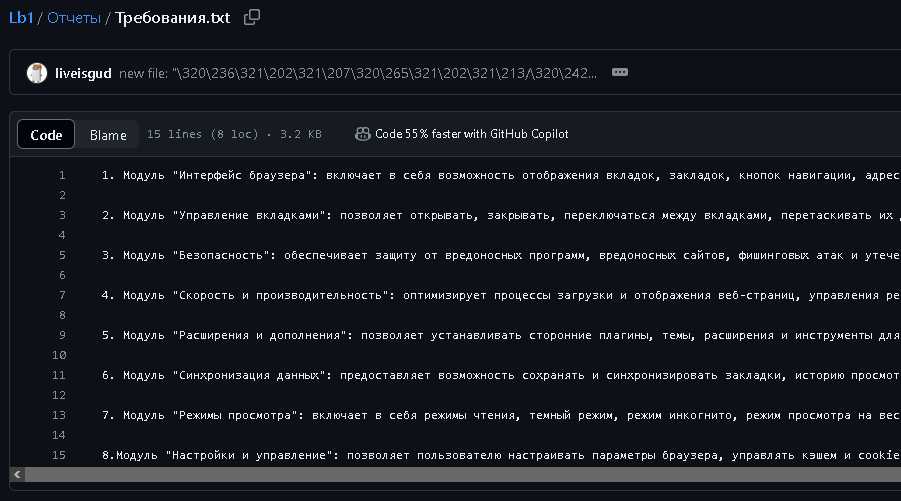 Lb1 / Отчеты / Требования.txt
liveisgud new file: "\320\236\321\202\321\207\320\265\321\202\321\213/\320\242...
Code Blame 15 lines (8 loc) · 3.2 KB Code 55% faster with GitHub Copilot
1 1. Модуль "Интерфейс браузера": включает в себя возможность отображения вкладок, закладок, кнопок навигации, адрес
2
3 2. Модуль "Управление вкладками": позволяет открывать, закрывать, переключаться между вкладками, перетаскивать их
4
5 3. Модуль "Безопасность": обеспечивает защиту от вредоносных программ, вредоносных сайтов, фишинговых атак и утече
6
7 4. Модуль "Скорость и производительность": оптимизирует процессы загрузки и отображения веб-страниц, управления ре
8
9 5. Модуль "Расширения и дополнения": позволяет устанавливать сторонние плагины, темы, расширения и инструменты для
10
11 6. Модуль "Синхронизация данных": предоставляет возможность сохранять и синхронизировать закладки, историю просмот
12
13 7. Модуль "Режимы просмотра": включает в себя режимы чтения, темный режим, режим инкогнито, режим просмотра на вес
14
15 8.Модуль "Настройки и управление": позволяет пользователю настраивать параметры браузера, управлять кэшем и cookie